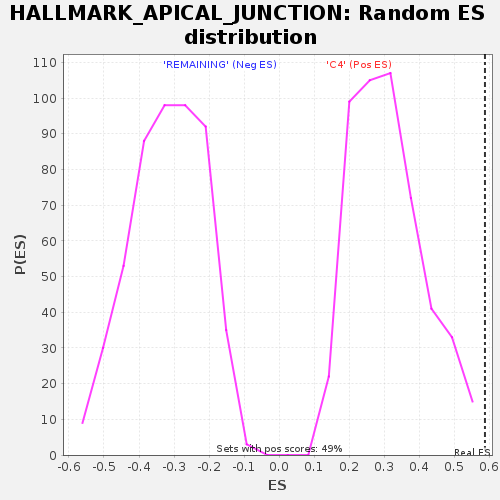 HALLMARK_APICAL_JUNCTION: Random ES
distribution
'REMAINING' (Neg ES)
'C4' (Pos ES)
110
100
90
80
70
60
50
40
30
20
10
0
P(ES)
Sets with pos scores: 49%
Real ES
-0.6 -0.5 -0.4 -0.3 -0.2 -0.1 0.0 0.1 0.2 0.3 0.4 0.5 0.6
ES